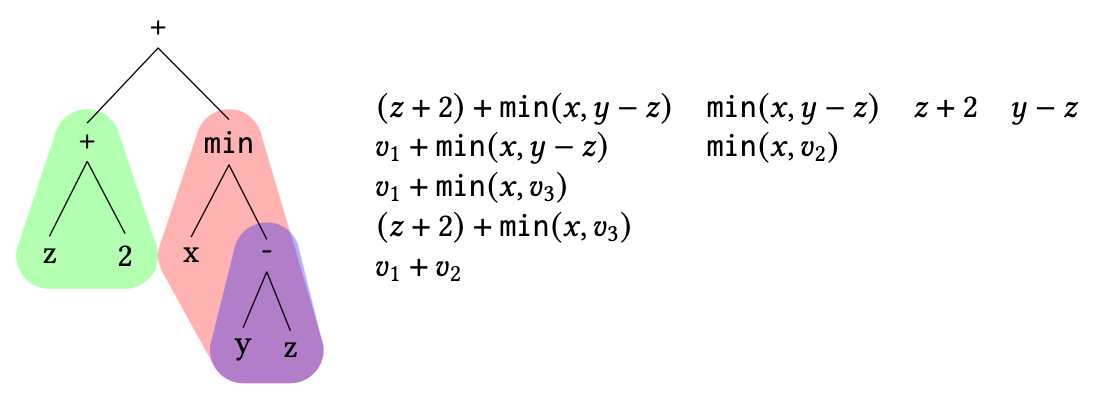 +
+ min
z 2 x -
y z
(z + 2) + min(x, y − z) min(x, y − z) z + 2 y − z
v₁ + min(x, y − z) min(x, v₂)
v₁ + min(x, v₃)
(z + 2) + min(x, v₃)
v₁ + v₂